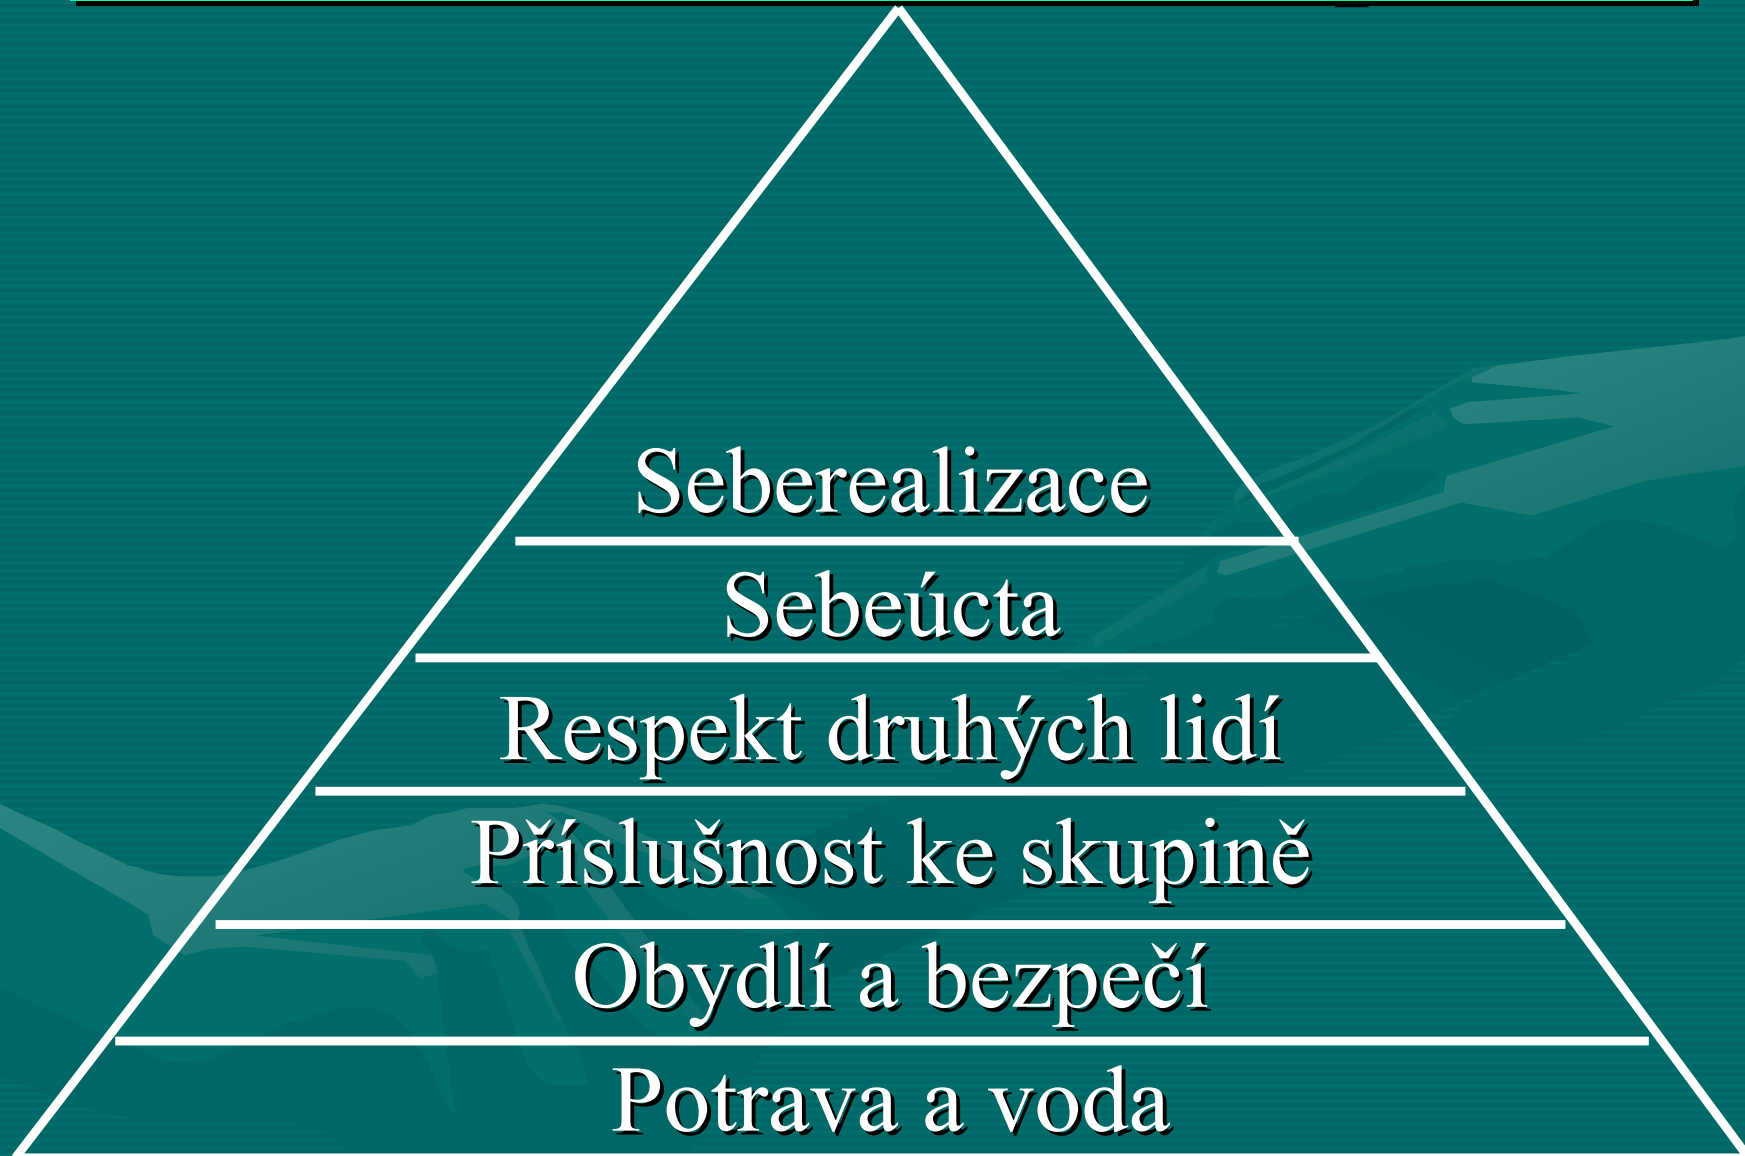 Seberealizace
Sebeúcta
Respekt druhých lidí
Příslušnost ke skupině
Obydlí a bezpečí
Potrava a voda